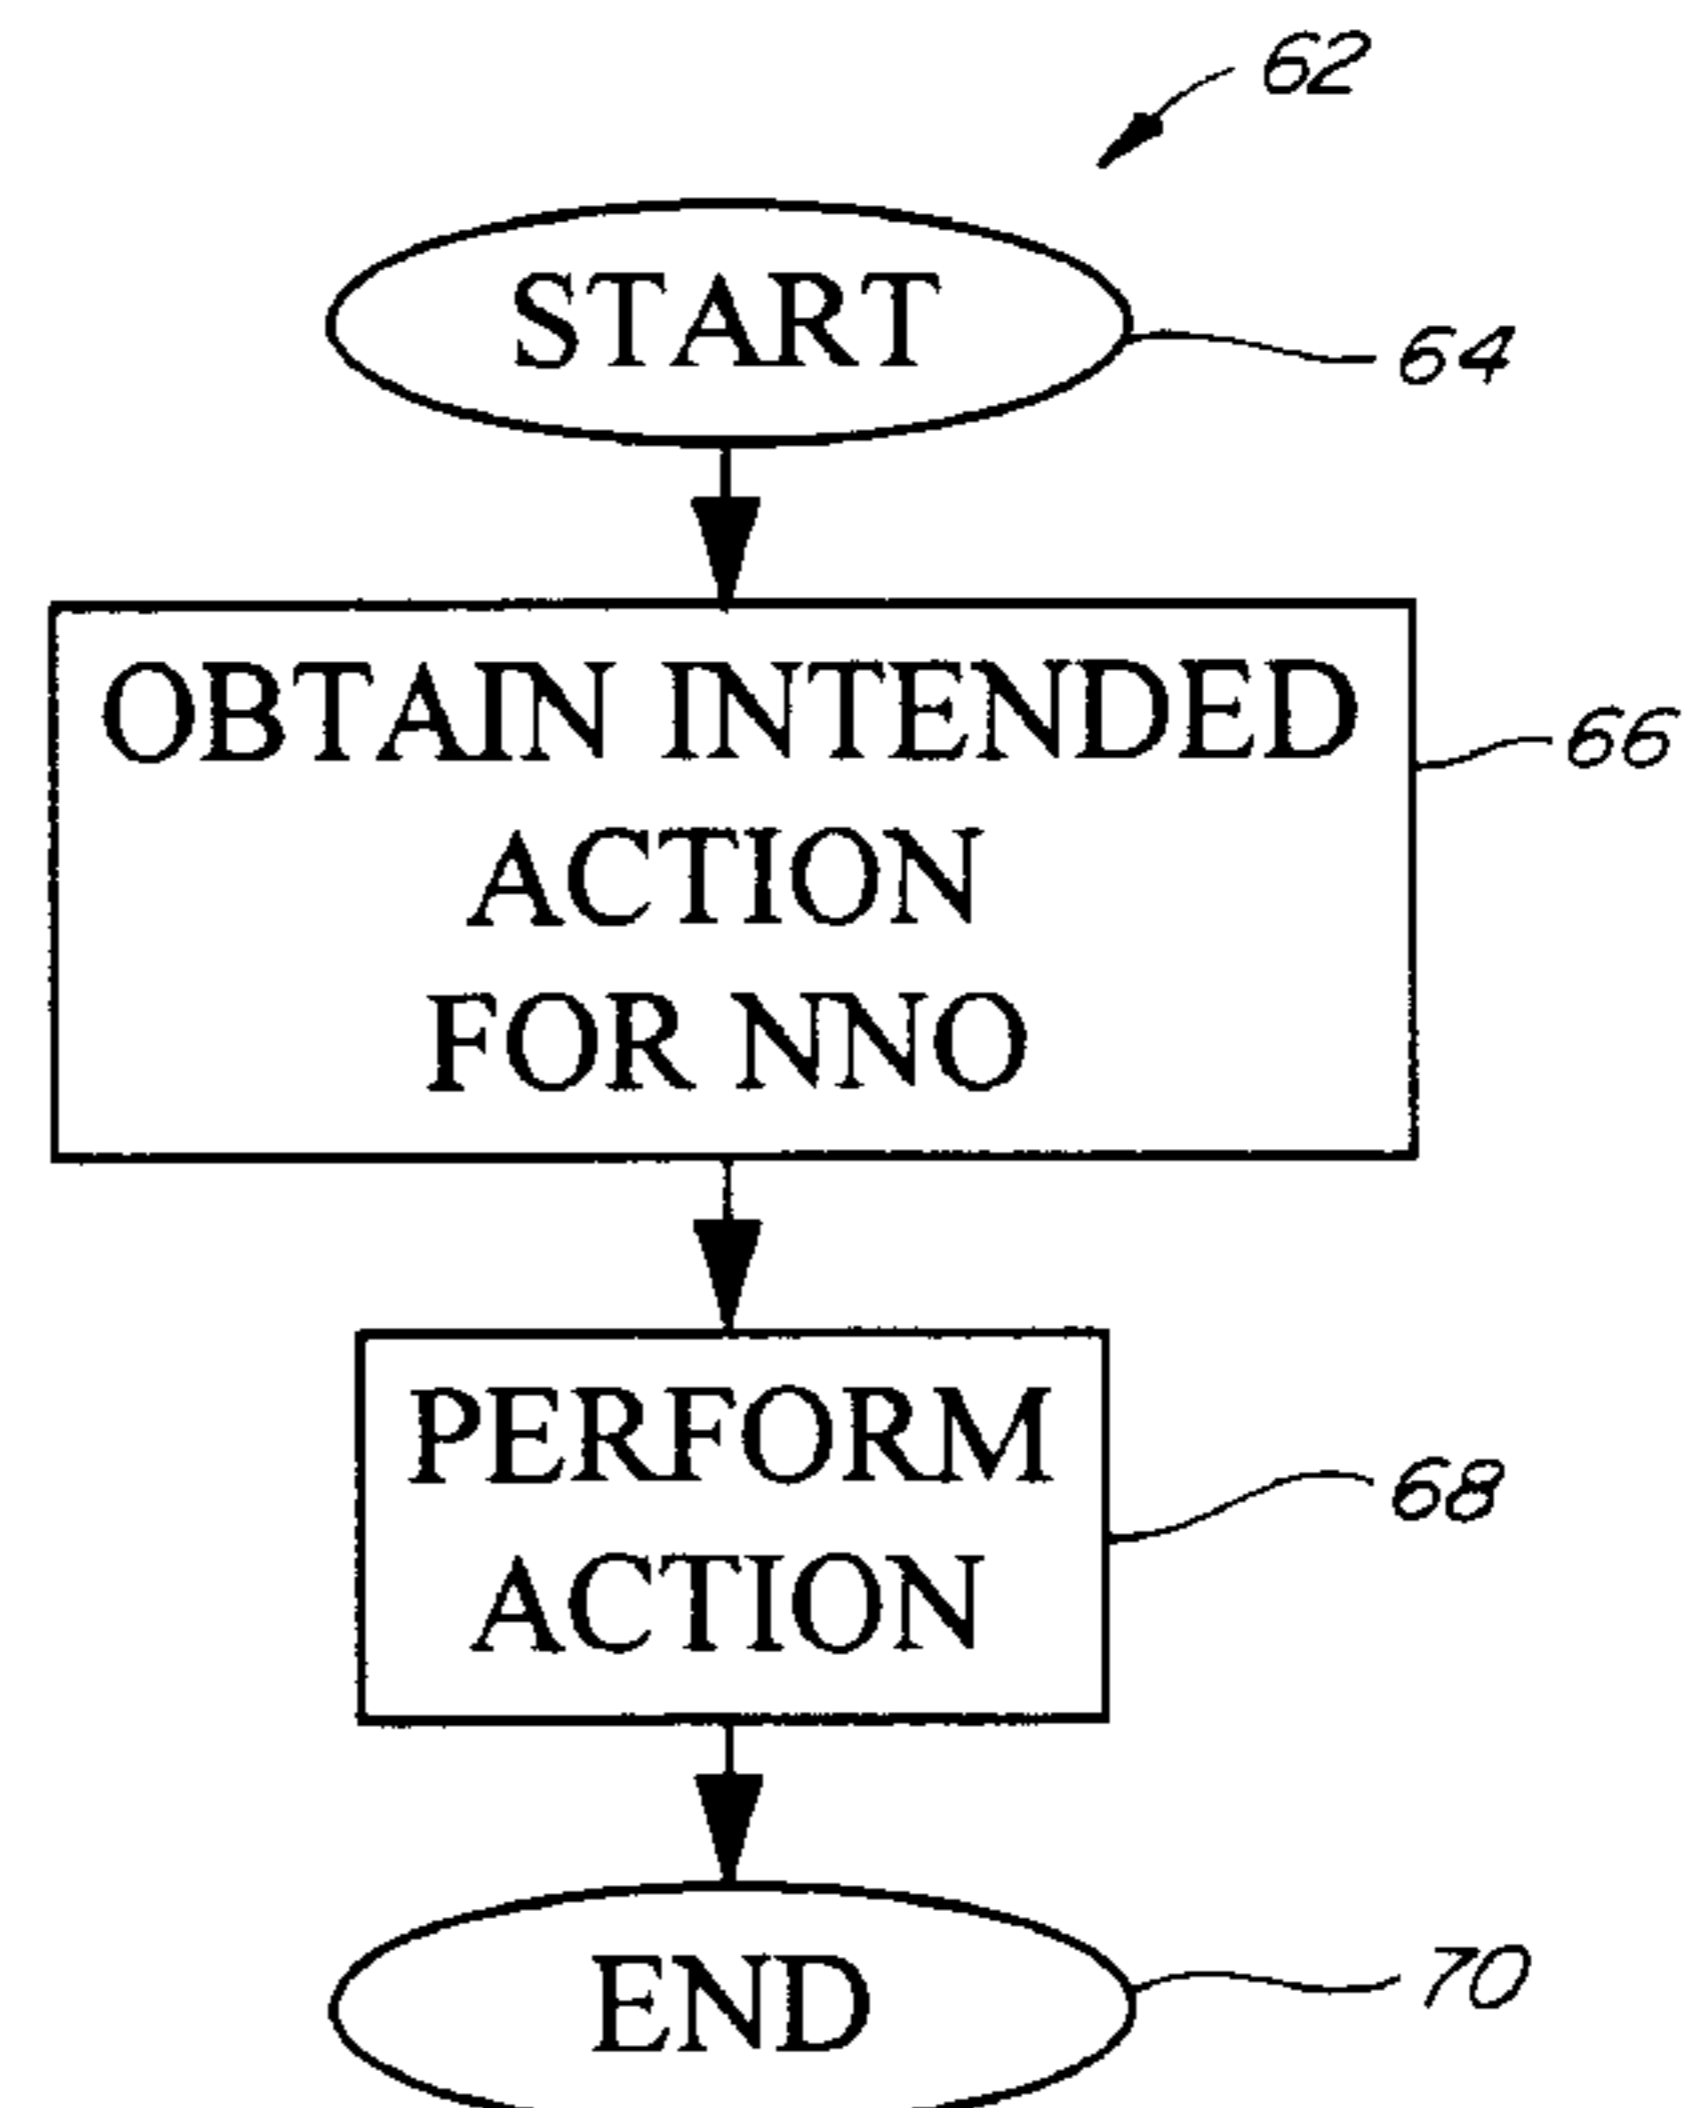 62
START
64
OBTAIN INTENDED
66
ACTION
FOR NNO
PERFORM
68
ACTION
END
70